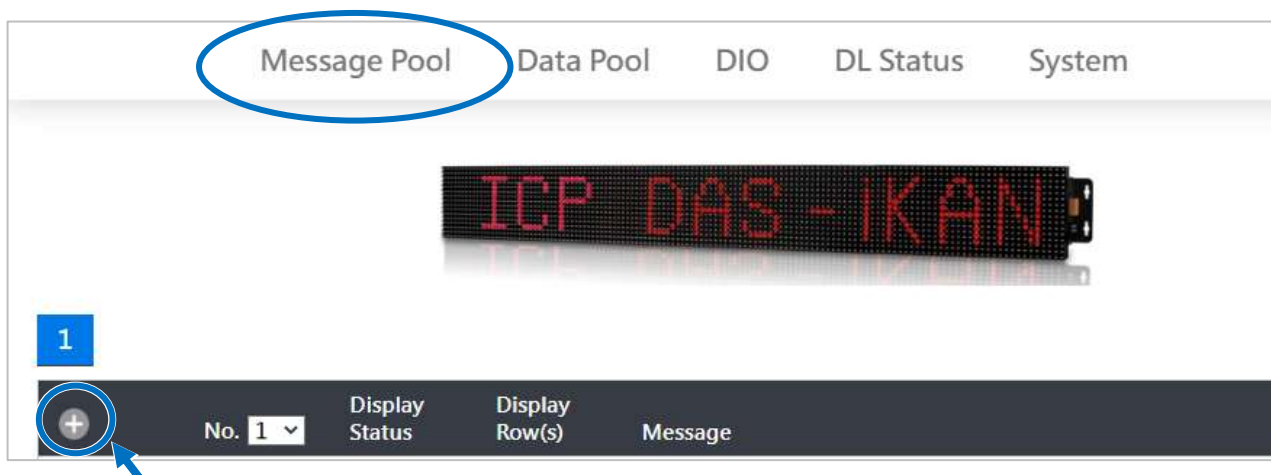 Message Pool Data Pool DIO DL Status System
ICP DAS-iKAN
1
No. 1 Display Status Display Row(s) Message